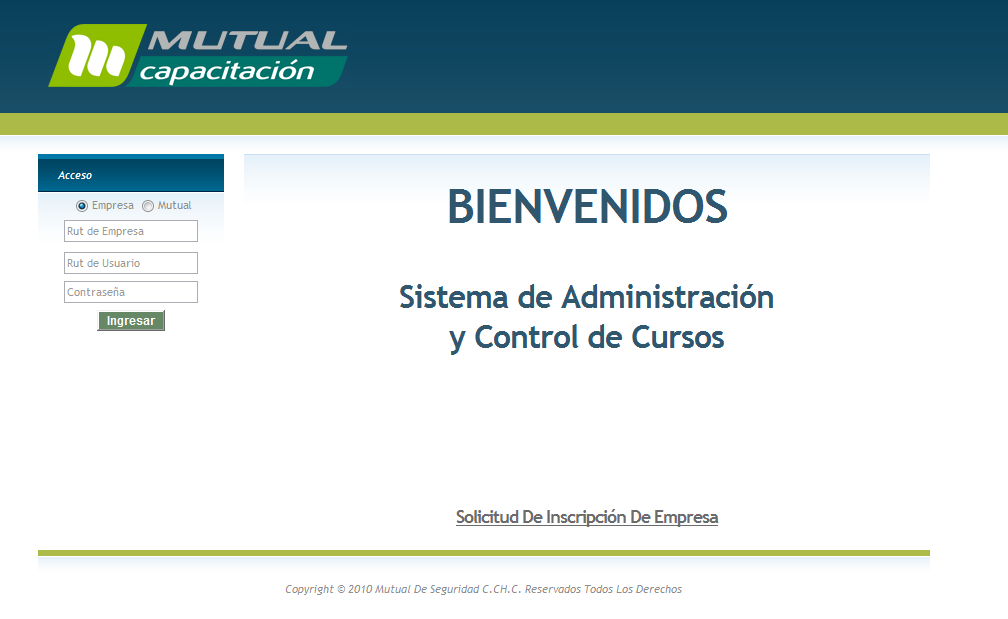 MUTUAL
capacitación
Acceso
Empresa Mutual
Rut de Empresa
Rut de Usuario
Contraseña
Ingresar
BIENVENIDOS
Sistema de Administración
y Control de Cursos
Solicitud De Inscripción De Empresa
Copyright © 2010 Mutual De Seguridad C.CH.C. Reservados Todos Los Derechos